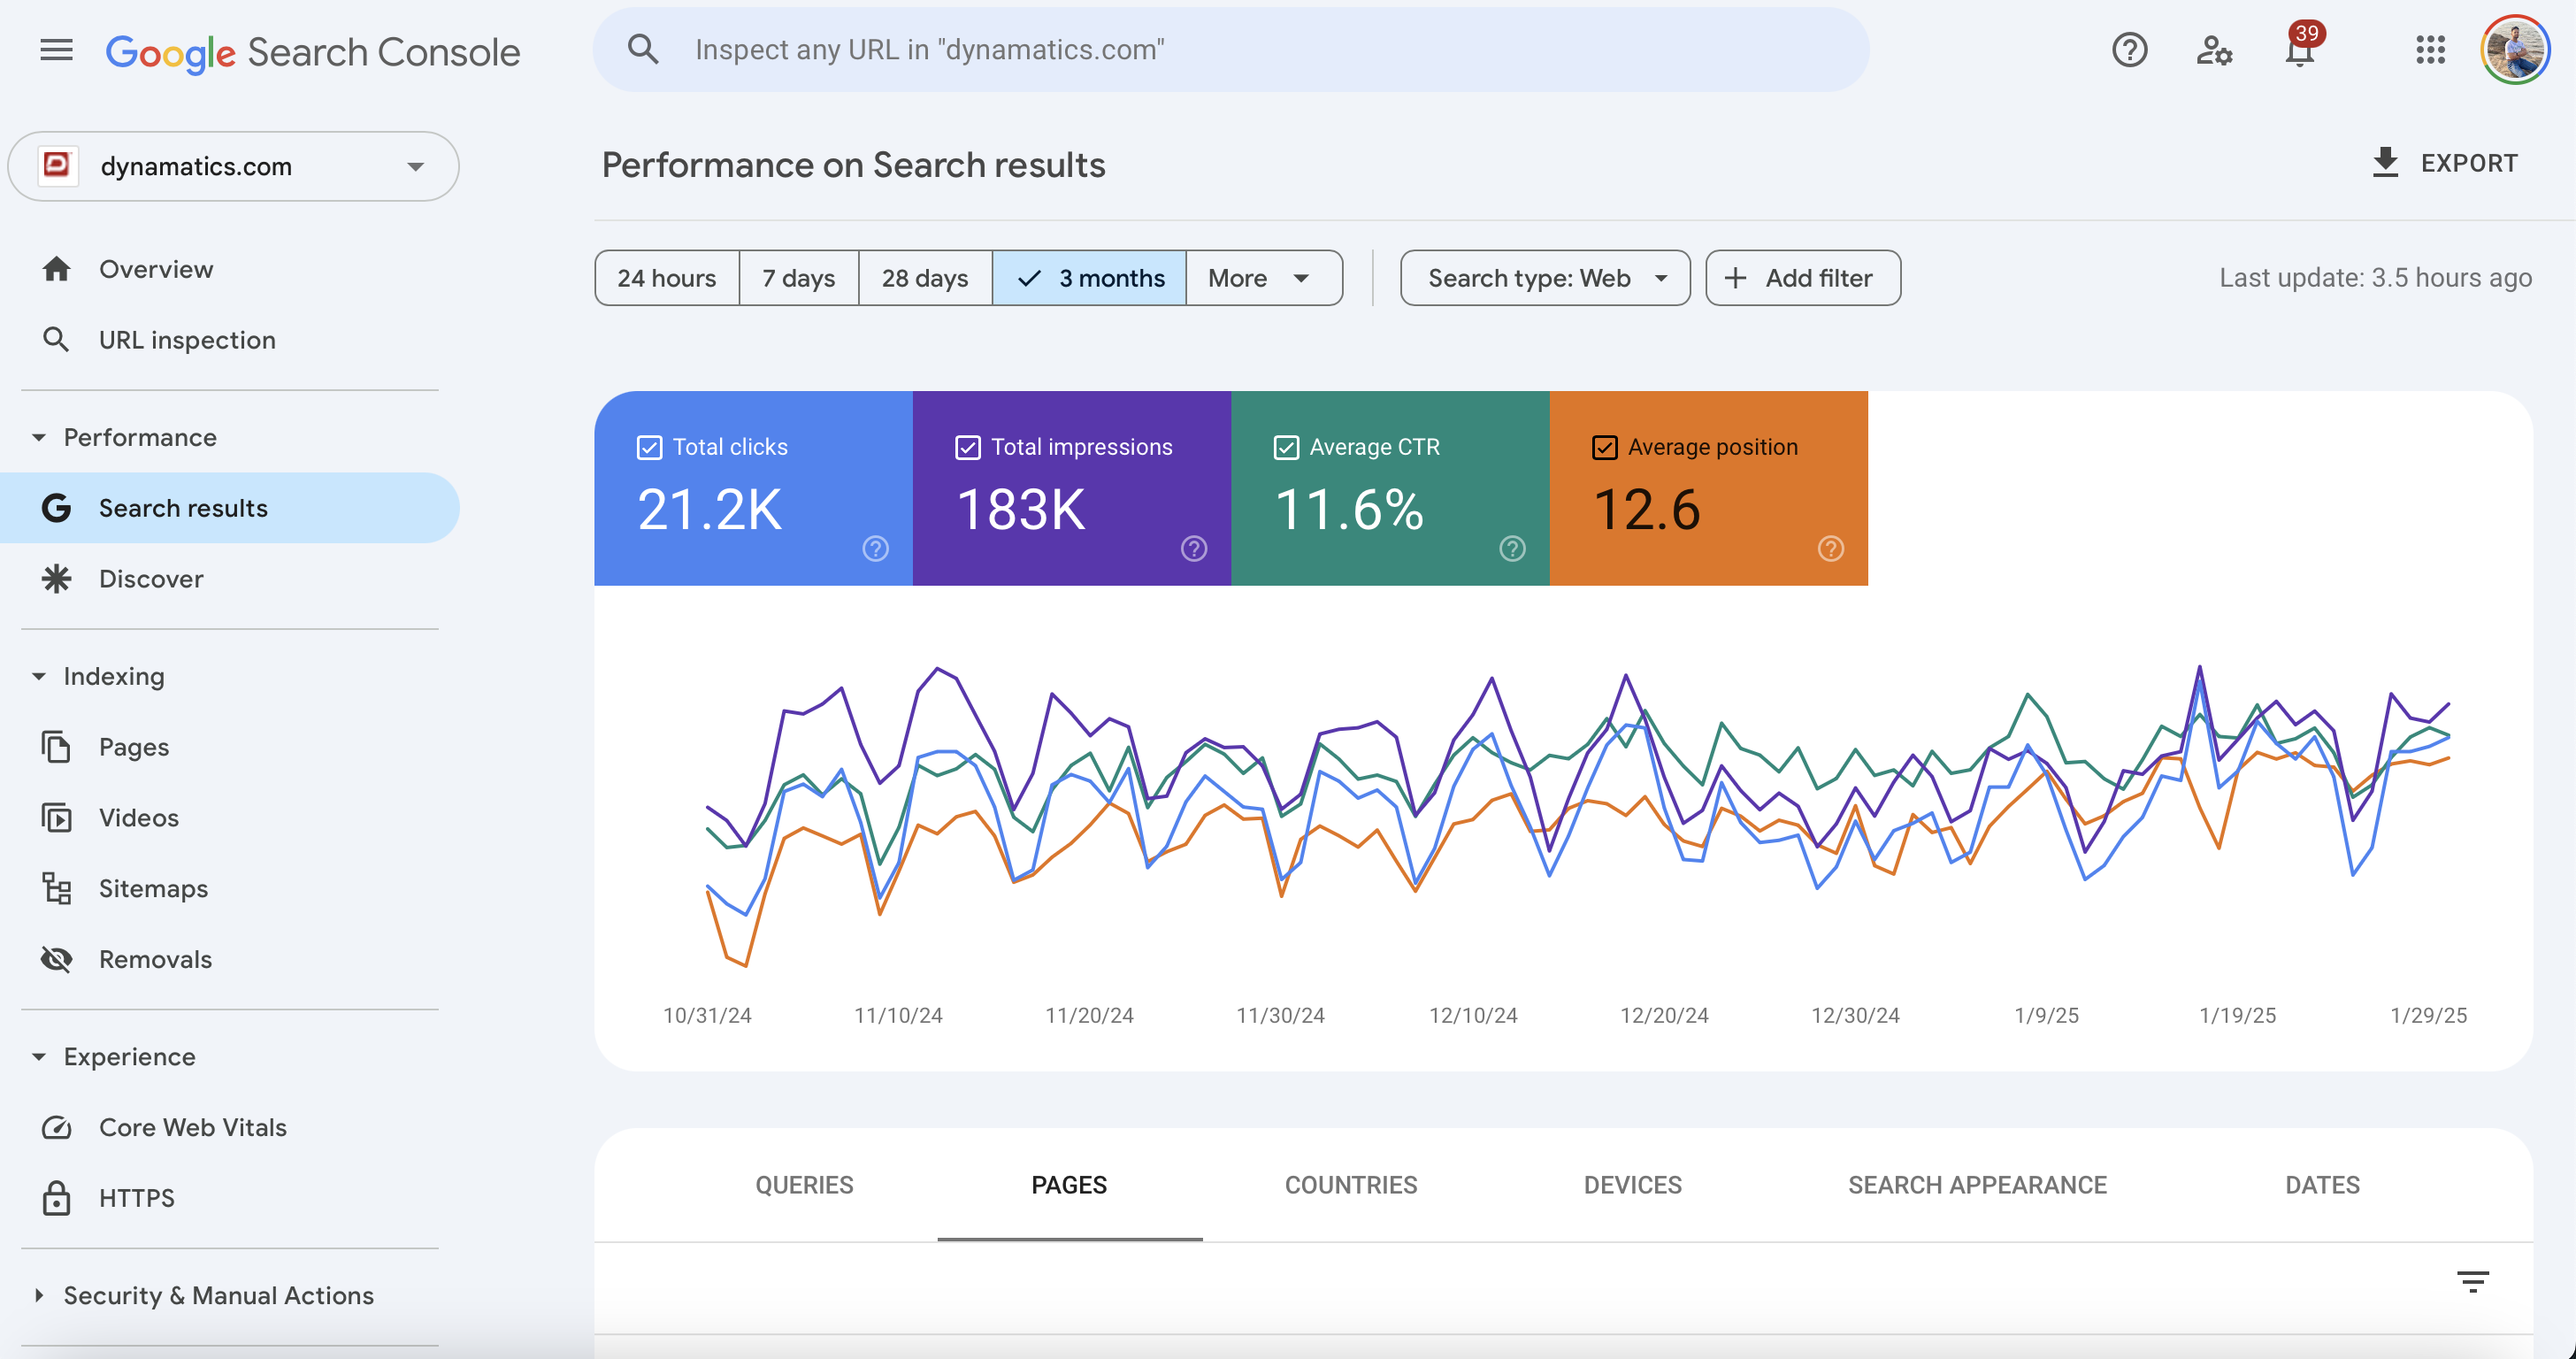 Google Search Console
Inspect any URL in "dynamatics.com"
39
dynamatics.com
Overview
URL inspection
Performance
Search results
Discover
Indexing
Pages
Videos
Sitemaps
Removals
Experience
Core Web Vitals
HTTPS
Security & Manual Actions
Performance on Search results
EXPORT
24 hours
7 days
28 days
3 months
More
Search type: Web
Add filter
Last update: 3.5 hours ago
Total clicks
21.2K
Total impressions
183K
Average CTR
11.6%
Average position
12.6
10/31/24
11/10/24
11/20/24
11/30/24
12/10/24
12/20/24
12/30/24
1/9/25
1/19/25
1/29/25
QUERIES
PAGES
COUNTRIES
DEVICES
SEARCH APPEARANCE
DATES